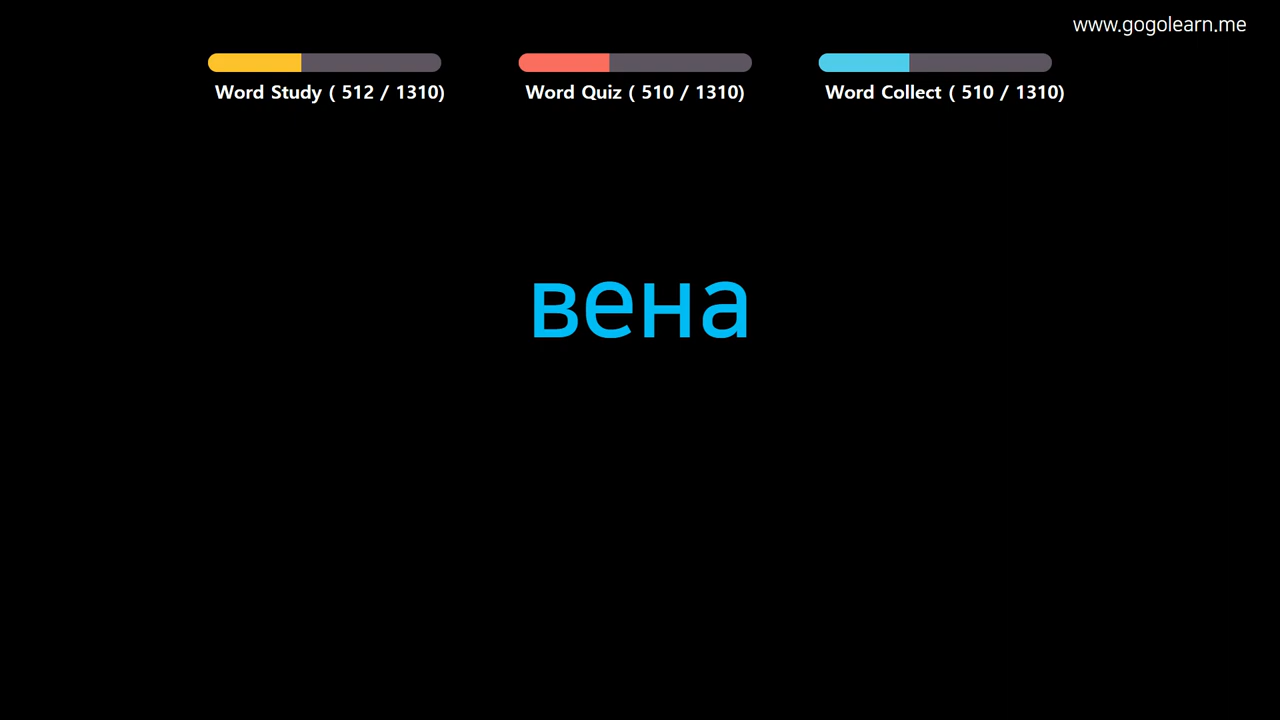 www.gogolearn.me
Word Study ( 512 / 1310)
Word Quiz ( 510 / 1310)
Word Collect ( 510 / 1310)
вена